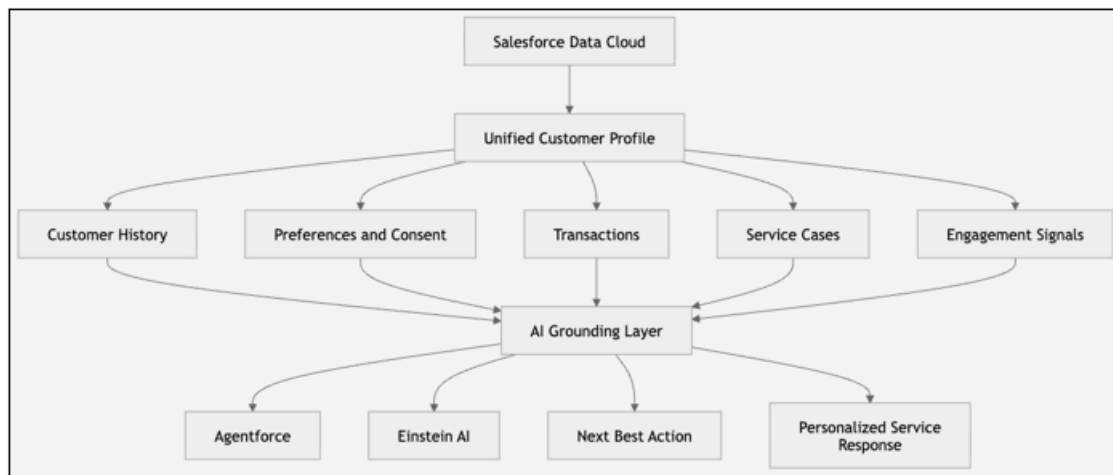 Salesforce Data Cloud
Unified Customer Profile
Customer History
Preferences and Consent
Transactions
Service Cases
Engagement Signals
AI Grounding Layer
Agentforce
Einstein AI
Next Best Action
Personalized Service
Response